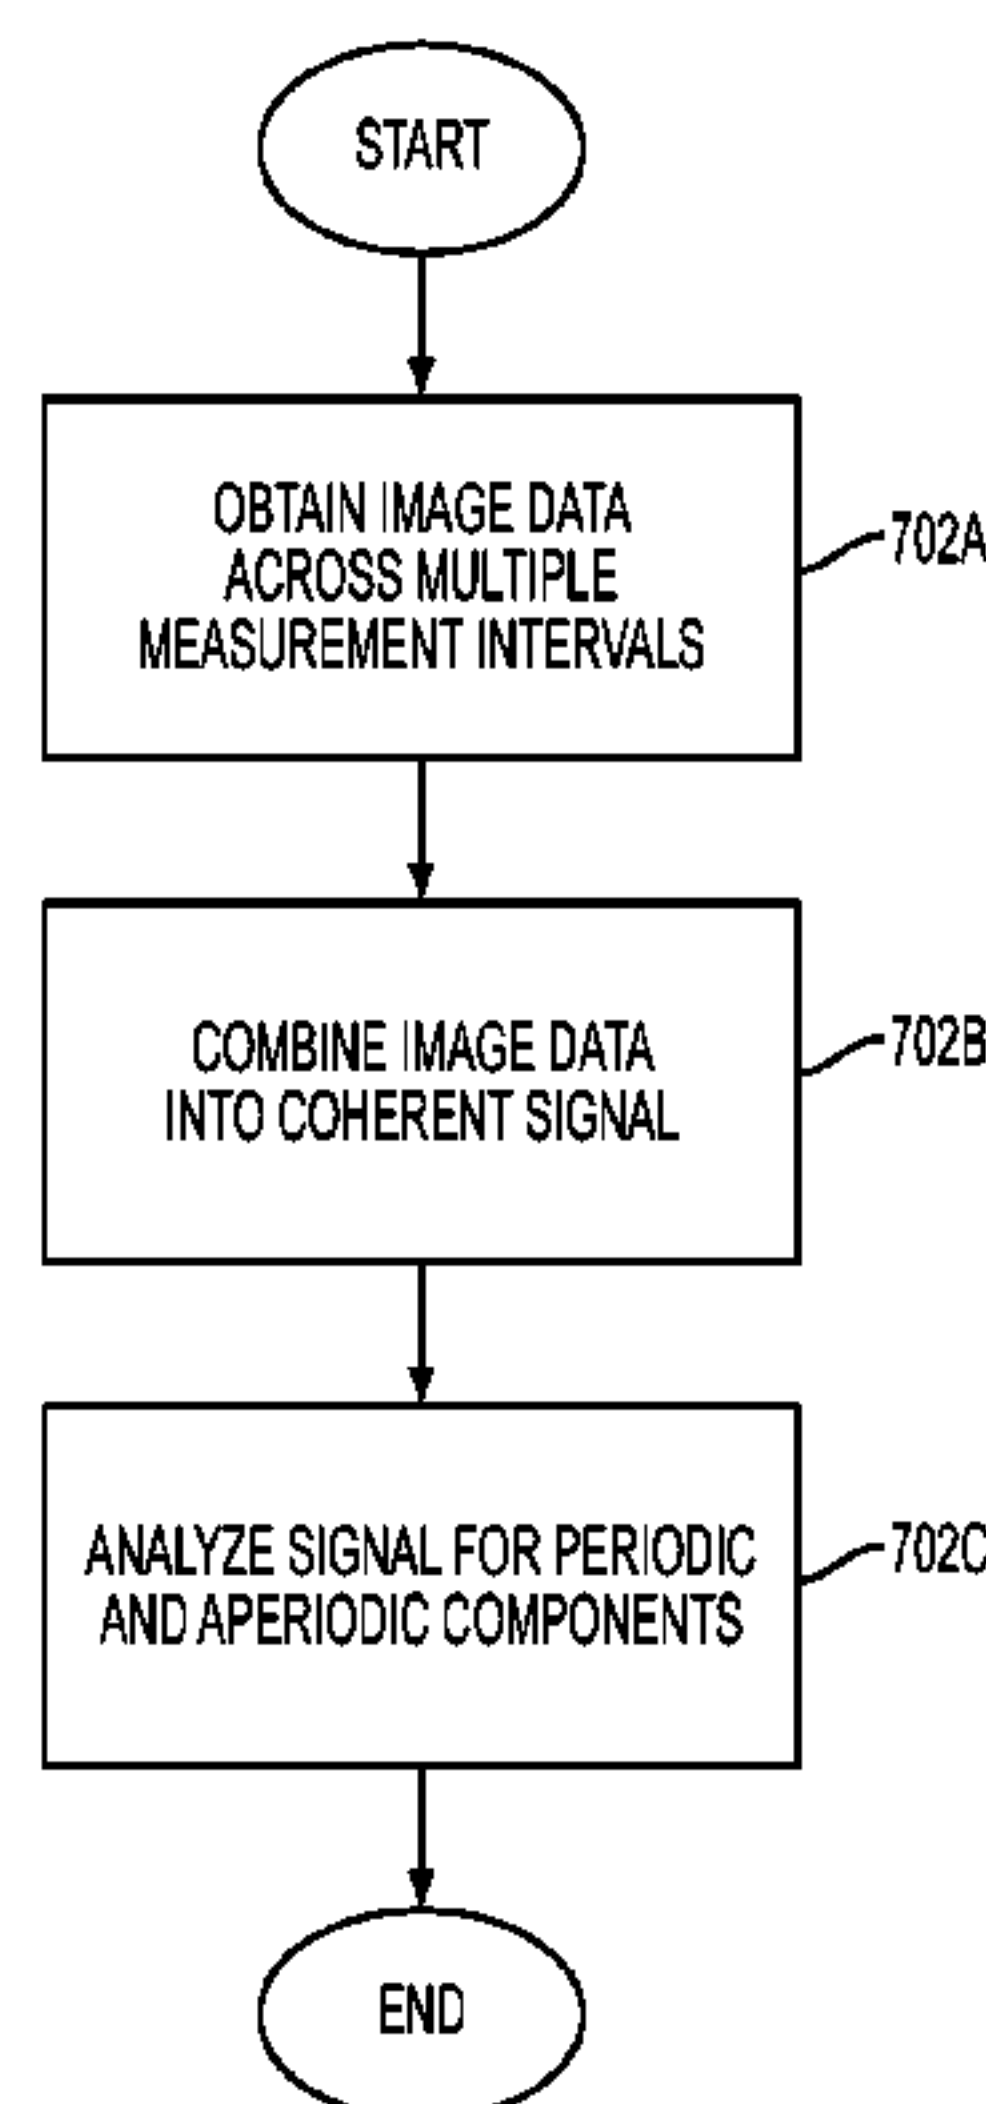 START
OBTAIN IMAGE DATA
ACROSS MULTIPLE
MEASUREMENT INTERVALS
702A
COMBINE IMAGE DATA
INTO COHERENT SIGNAL
702B
ANALYZE SIGNAL FOR PERIODIC
AND APERIODIC COMPONENTS
702C
END